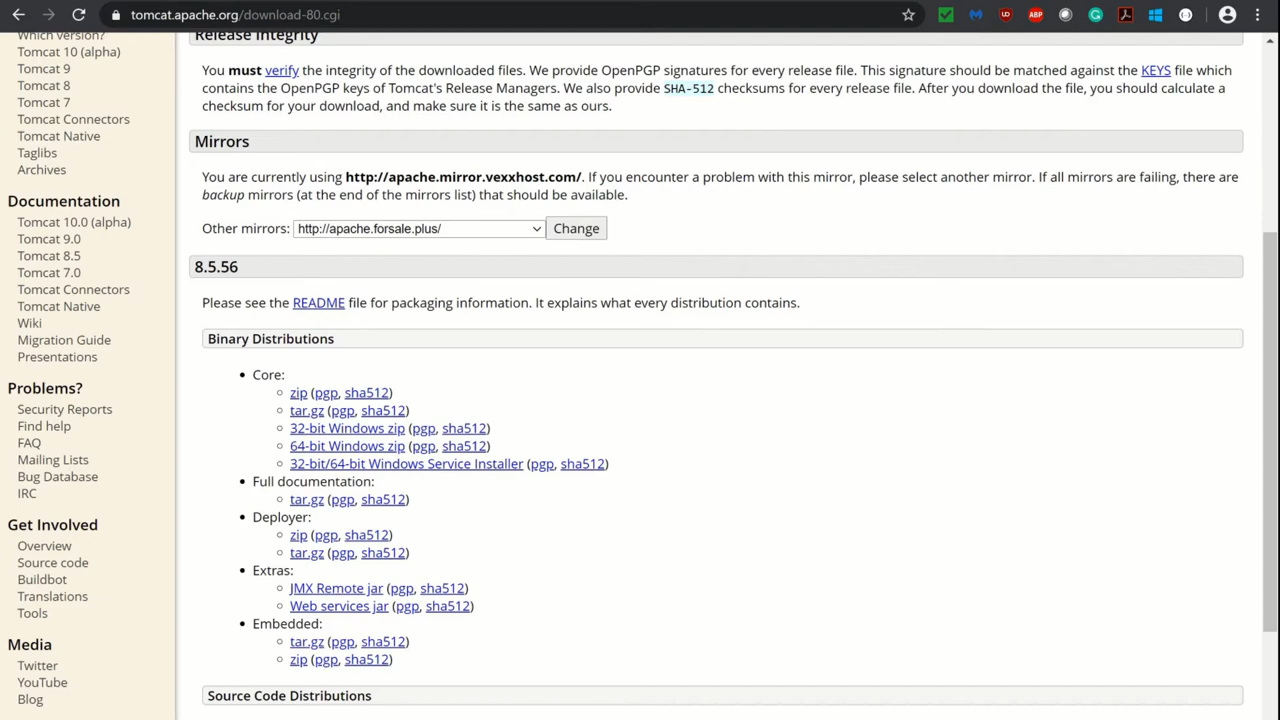 tomcat.apache.org/download-80.cgi
Which version?
Tomcat 10 (alpha)
Tomcat 9
Tomcat 8
Tomcat 7
Tomcat Connectors
Tomcat Native
Taglibs
Archives
Documentation
Tomcat 10.0 (alpha)
Tomcat 9.0
Tomcat 8.5
Tomcat 7.0
Tomcat Connectors
Tomcat Native
Wiki
Migration Guide
Presentations
Problems?
Security Reports
Find help
FAQ
Mailing Lists
Bug Database
IRC
Get Involved
Overview
Source code
Buildbot
Translations
Tools
Media
Twitter
YouTube
Blog
Release Integrity
You must verify the integrity of the downloaded files. We provide OpenPGP signatures for every release file. This signature should be matched against the KEYS file which
contains the OpenPGP keys of Tomcat's Release Managers. We also provide SHA-512 checksums for every release file. After you download the file, you should calculate a
checksum for your download, and make sure it is the same as ours.
Mirrors
You are currently using http://apache.mirror.vexxhost.com/. If you encounter a problem with this mirror, please select another mirror. If all mirrors are failing, there are
backup mirrors (at the end of the mirrors list) that should be available.
Other mirrors: http://apache.forsale.plus/ Change
8.5.56
Please see the README file for packaging information. It explains what every distribution contains.
Binary Distributions
Core:
zip (pgp, sha512)
tar.gz (pgp, sha512)
32-bit Windows zip (pgp, sha512)
64-bit Windows zip (pgp, sha512)
32-bit/64-bit Windows Service Installer (pgp, sha512)
Full documentation:
tar.gz (pgp, sha512)
Deployer:
zip (pgp, sha512)
tar.gz (pgp, sha512)
Extras:
JMX Remote jar (pgp, sha512)
Web services jar (pgp, sha512)
Embedded:
tar.gz (pgp, sha512)
zip (pgp, sha512)
Source Code Distributions